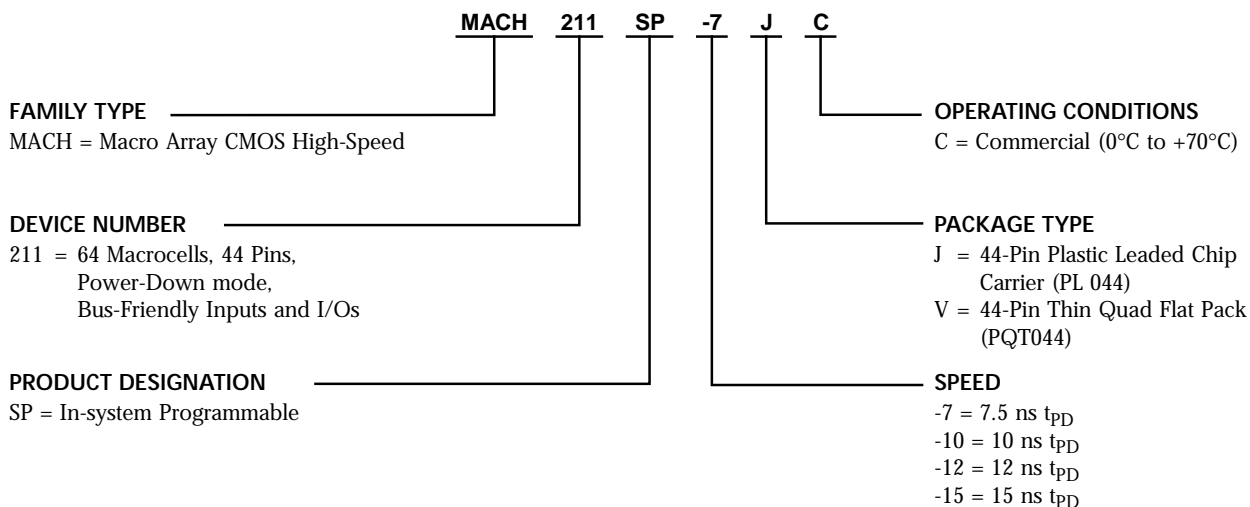 MACH 211 SP -7 J C
FAMILY TYPE
MACH = Macro Array CMOS High-Speed
DEVICE NUMBER
211 = 64 Macrocells, 44 Pins,
Power-Down mode,
Bus-Friendly Inputs and I/Os
PRODUCT DESIGNATION
SP = In-system Programmable
OPERATING CONDITIONS
C = Commercial (0°C to +70°C)
PACKAGE TYPE
J = 44-Pin Plastic Leaded Chip
Carrier (PL 044)
V = 44-Pin Thin Quad Flat Pack
(PQT044)
SPEED
-7 = 7.5 ns tPD
-10 = 10 ns tPD
-12 = 12 ns tPD
-15 = 15 ns tPD